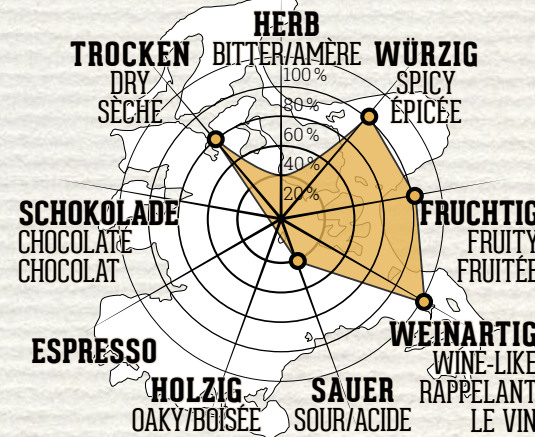 HERB
BITTER/AMÈRE
TROCKEN
DRY
SÈCHE
WÜRZIG
SPICY
ÉPICÉE
100%
80%
60%
40%
20%
SCHOKOLADE
CHOCOLATE
CHOCOLAT
FRUCHTIG
FRUITY
FRUITÉE
ESPRESSO
WEINARTIG
WINE-LIKE
RAPPELANT
LE VIN
HOLZIG
OAKY/BOISÉE
SAUER
SOUR/ACIDE